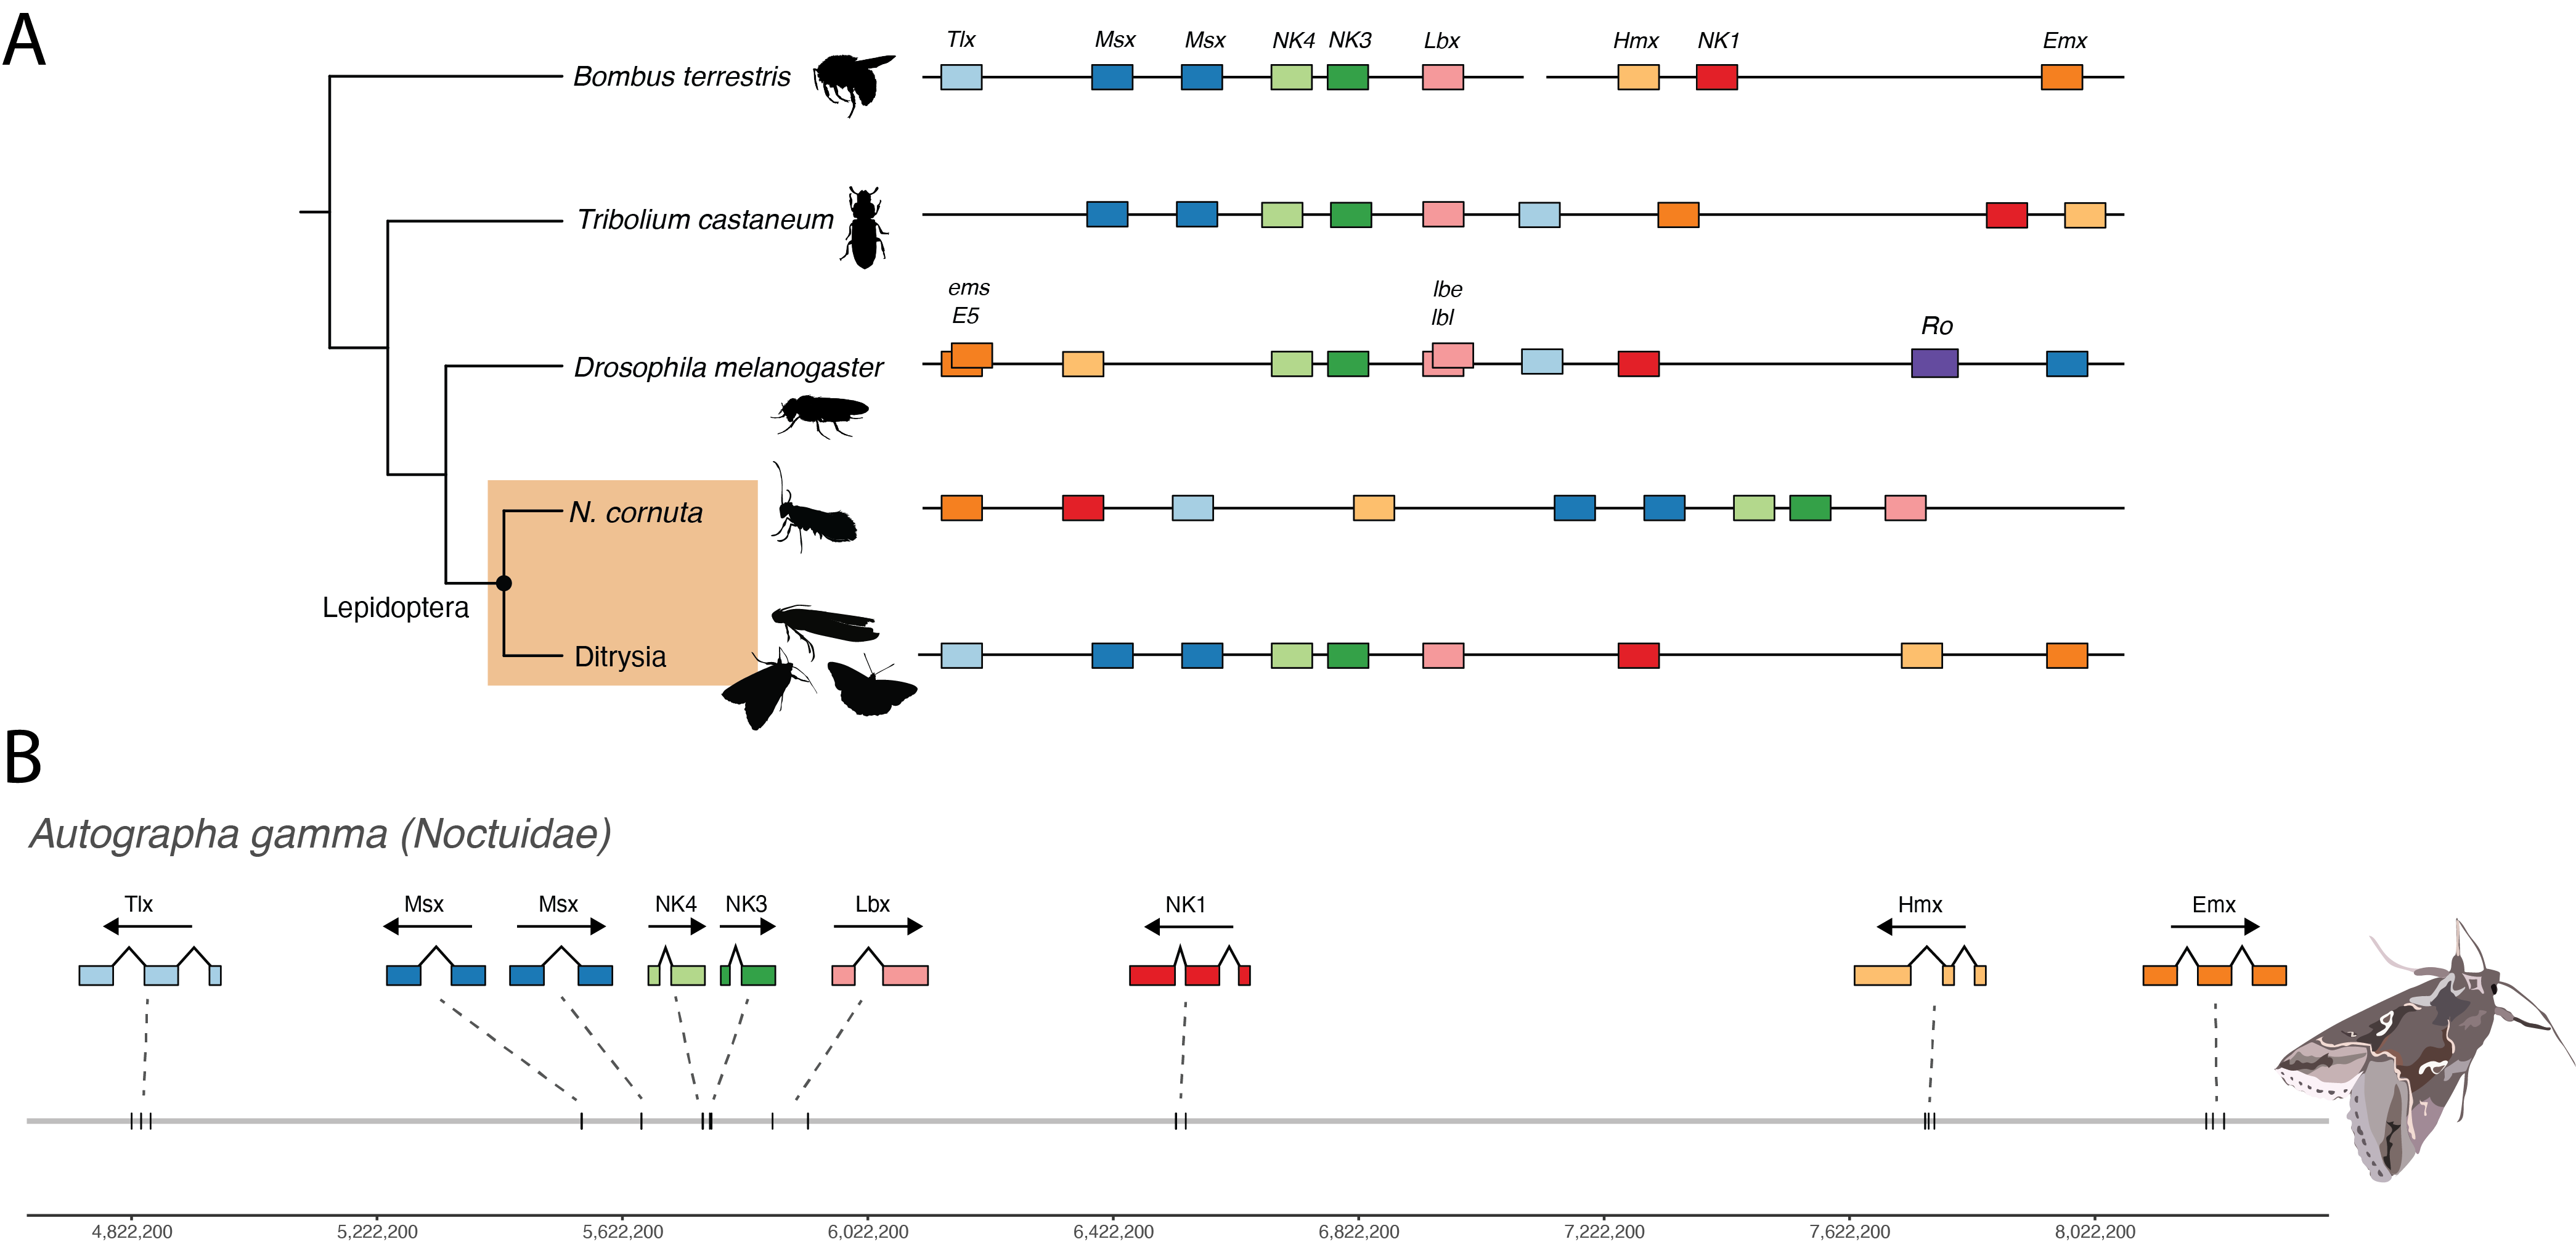 A
Tlx Msx Msx NK4 NK3 Lbx Hmx NK1 Emx
Bombus terrestris
Tribolium castaneum
ems
E5
lbe
lbl
Ro
Drosophila melanogaster
N. cornuta
Lepidoptera
Ditrysia
B
Autographa gamma (Noctuidae)
Tlx Msx Msx NK4 NK3 Lbx NK1 Hmx Emx
4,822,200 5,222,200 5,622,200 6,022,200 6,422,200 6,822,200 7,222,200 7,622,200 8,022,200